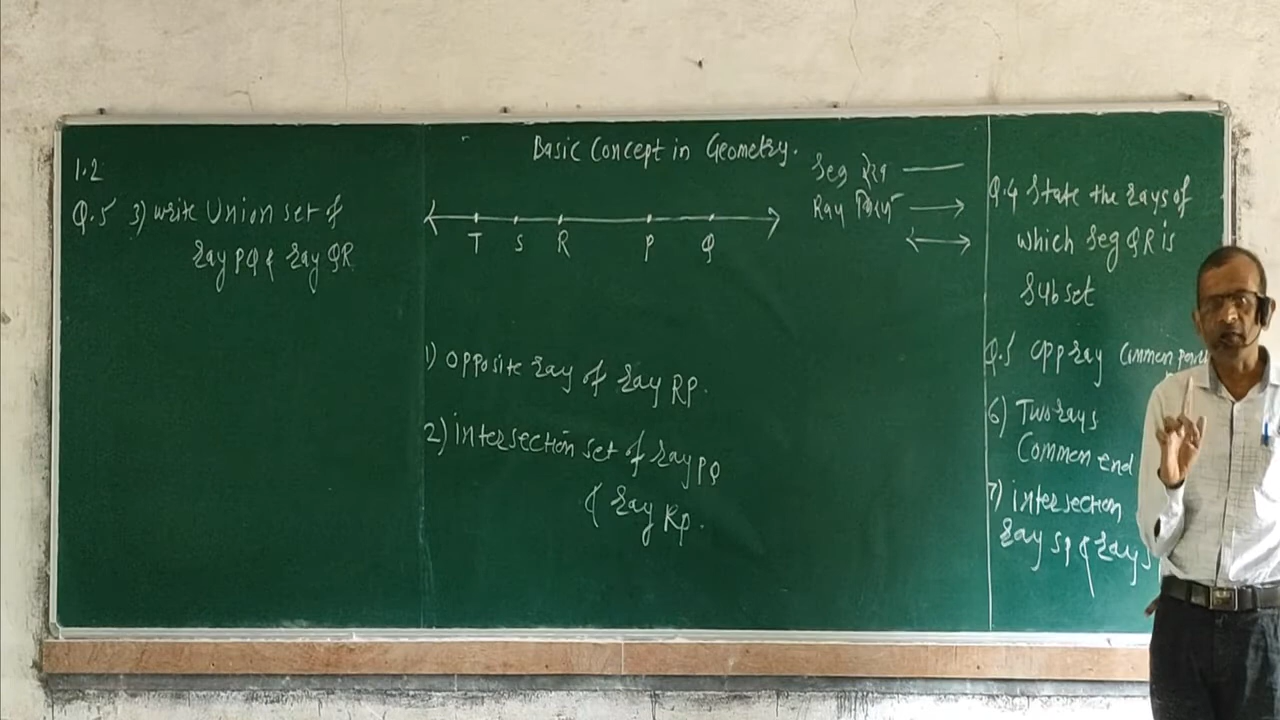 Basic Concept in Geometry.
1.2
Q.5 3) write Union set of
ray PQ & ray QR
T S R P Q
1) opposite ray of ray RP.
2) intersection set of ray PQ
& ray RP.
Seg रेख
Ray किरण
Q.4 State the rays of
which Seg QR is
Subset
Q.5 opp ray Common
6) Two rays
Common end
7) intersection
ray